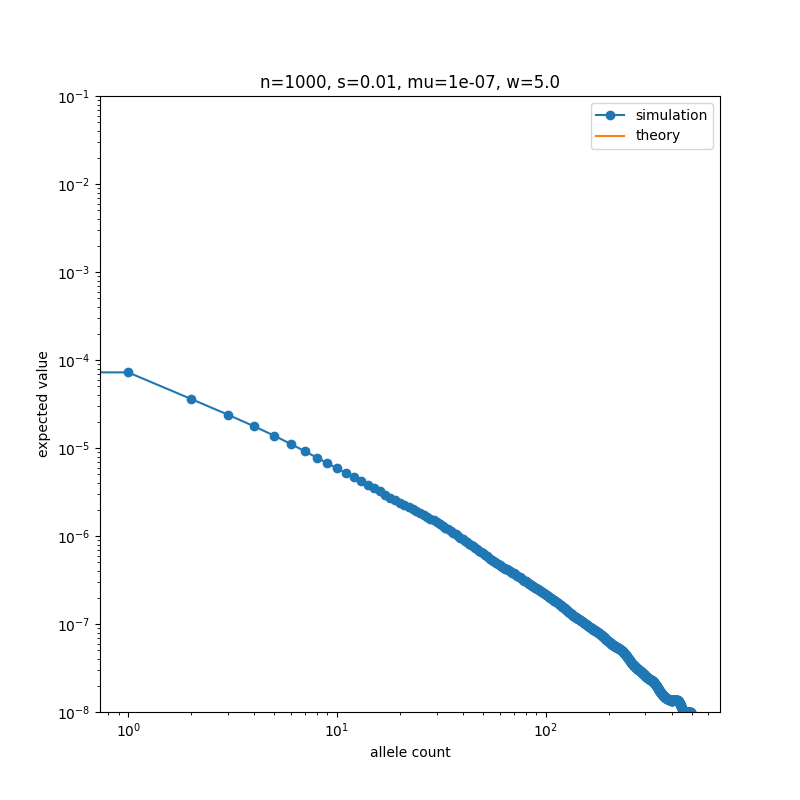 n=1000, s=0.01, mu=1e-07, w=5.0
simulation
theory
expected value
10⁻¹
10⁻²
10⁻³
10⁻⁴
10⁻⁵
10⁻⁶
10⁻⁷
10⁻⁸
10⁰ 10¹ 10²
allele count